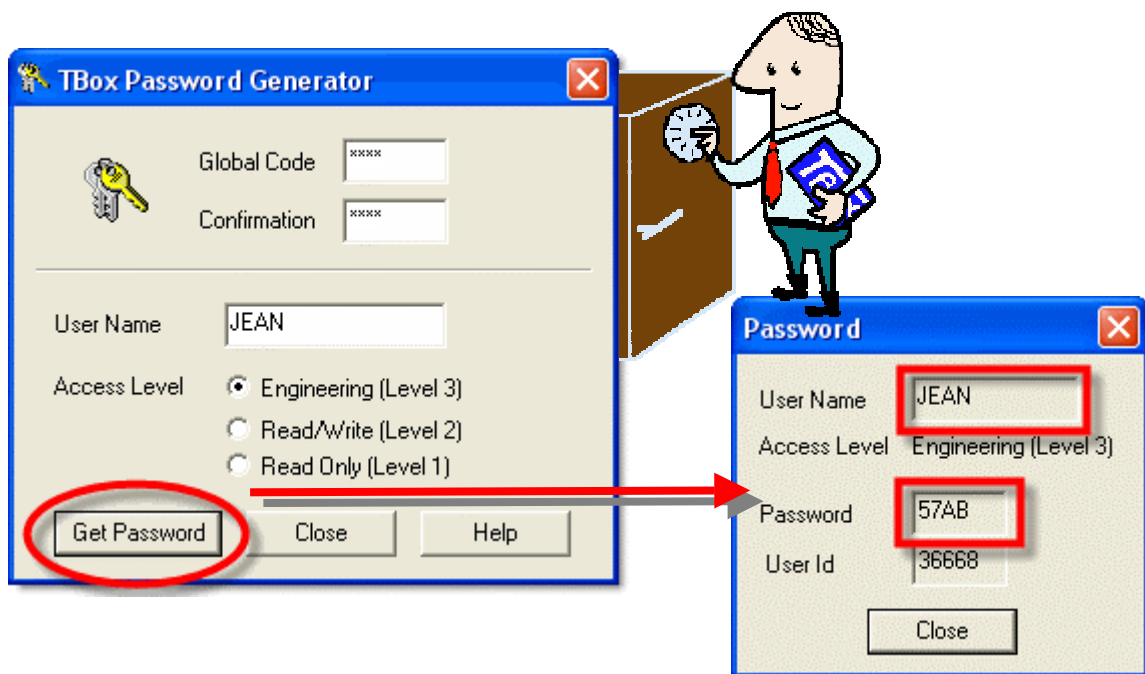 TBox Password Generator
Global Code ****
Confirmation ****
User Name JEAN
Access Level Engineering (Level 3)
Read/Write (Level 2)
Read Only (Level 1)
Get Password Close Help
Password
User Name JEAN
Access Level Engineering (Level 3)
Password 57AB
User Id 36668
Close